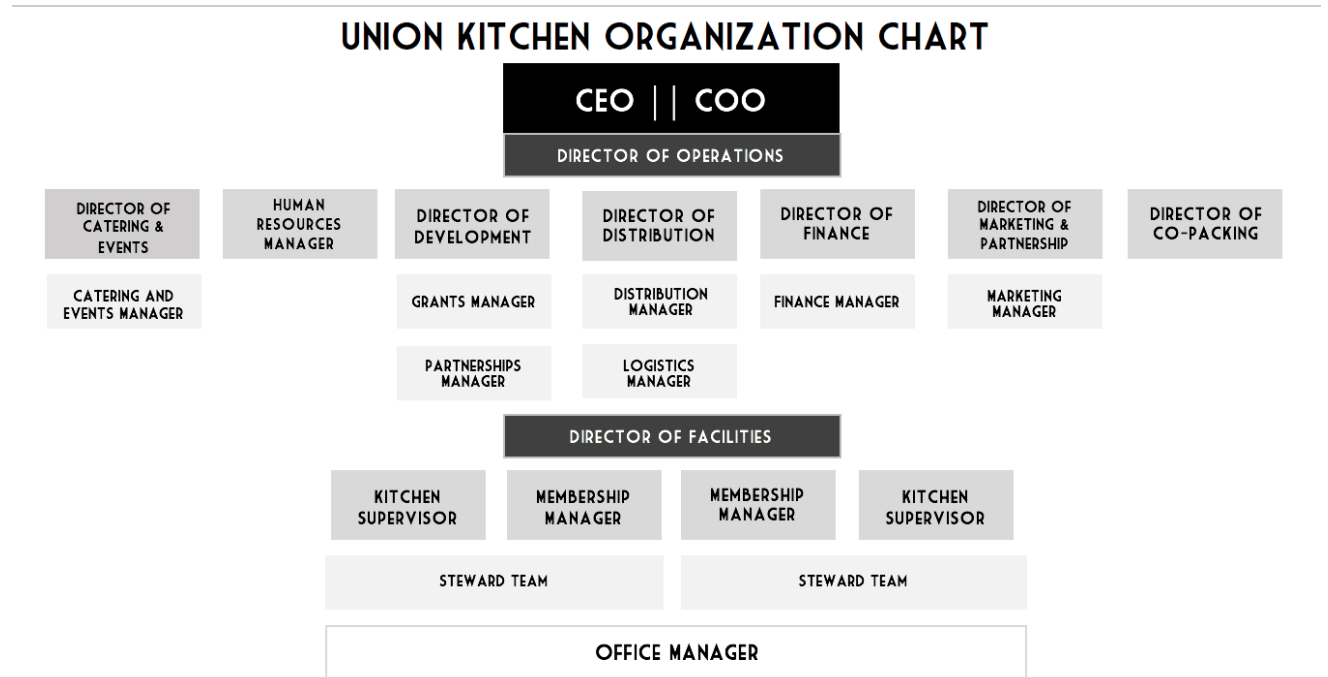 UNION KITCHEN ORGANIZATION CHART
CEO || COO
DIRECTOR OF OPERATIONS
DIRECTOR OF
CATERING &
EVENTS
HUMAN
RESOURCES
MANAGER
DIRECTOR OF
DEVELOPMENT
DIRECTOR OF
DISTRIBUTION
DIRECTOR OF
FINANCE
DIRECTOR OF
MARKETING &
PARTNERSHIP
DIRECTOR OF
CO-PACKING
CATERING AND
EVENTS MANAGER
GRANTS MANAGER
DISTRIBUTION
MANAGER
FINANCE MANAGER
MARKETING
MANAGER
PARTNERSHIPS
MANAGER
LOGISTICS
MANAGER
DIRECTOR OF FACILITIES
KITCHEN
SUPERVISOR
MEMBERSHIP
MANAGER
MEMBERSHIP
MANAGER
KITCHEN
SUPERVISOR
STEWARD TEAM
STEWARD TEAM
OFFICE MANAGER